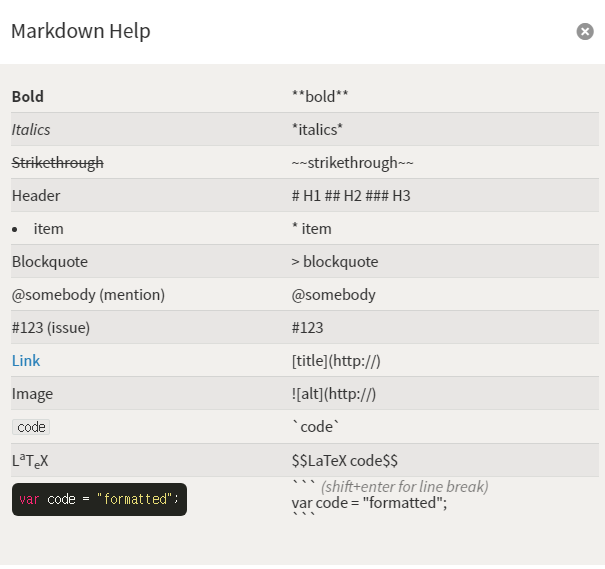 Markdown Help
Bold **bold**
Italics *italics*
Strikethrough ~~strikethrough~~
Header # H1 ## H2 ### H3
• item * item
Blockquote > blockquote
@somebody (mention) @somebody
#123 (issue) #123
Link [title](http://)
Image ![alt](http://)
code `code`
LaTeX $$LaTeX code$$
``` (shift+enter for line break)
var code = "formatted"; var code = "formatted";
```